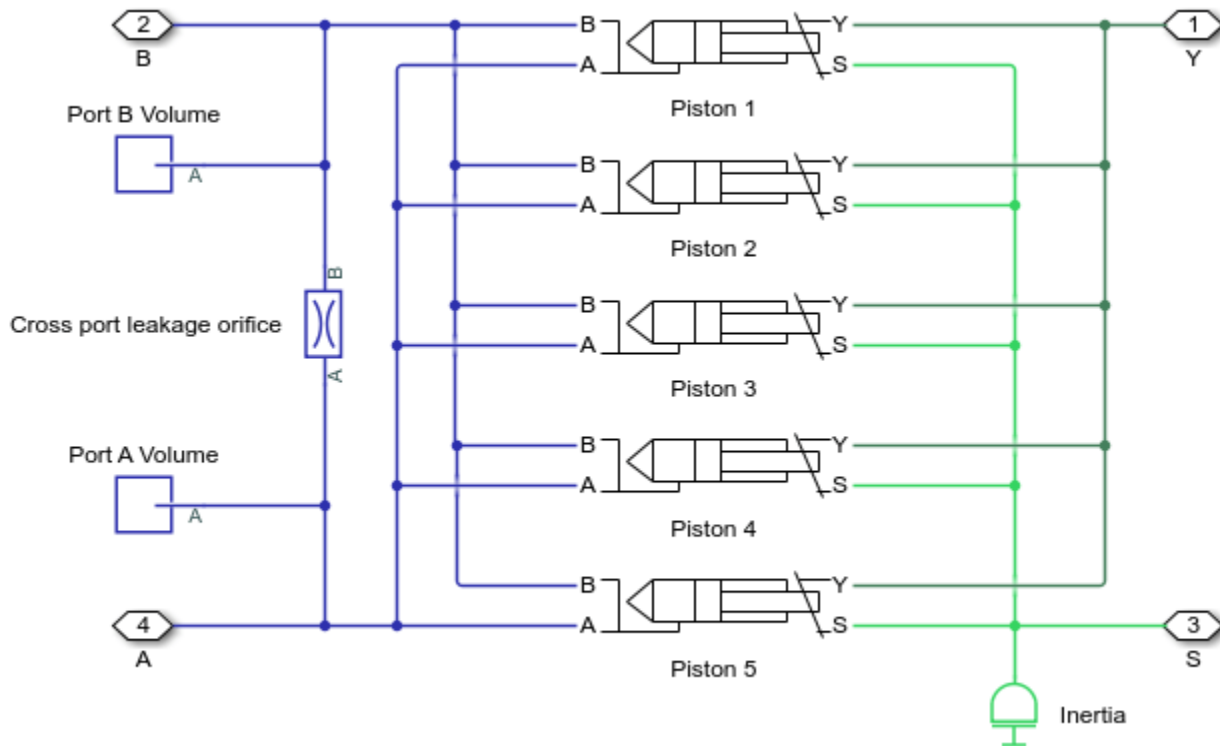 2
B
B
A
Y
S
1
Y
Piston 1
Port B Volume
A
B
A
Y
S
Piston 2
B
Cross port leakage orifice
A
B
A
Y
S
Piston 3
Port A Volume
A
B
A
Y
S
Piston 4
4
A
B
A
Y
S
3
S
Piston 5
Inertia